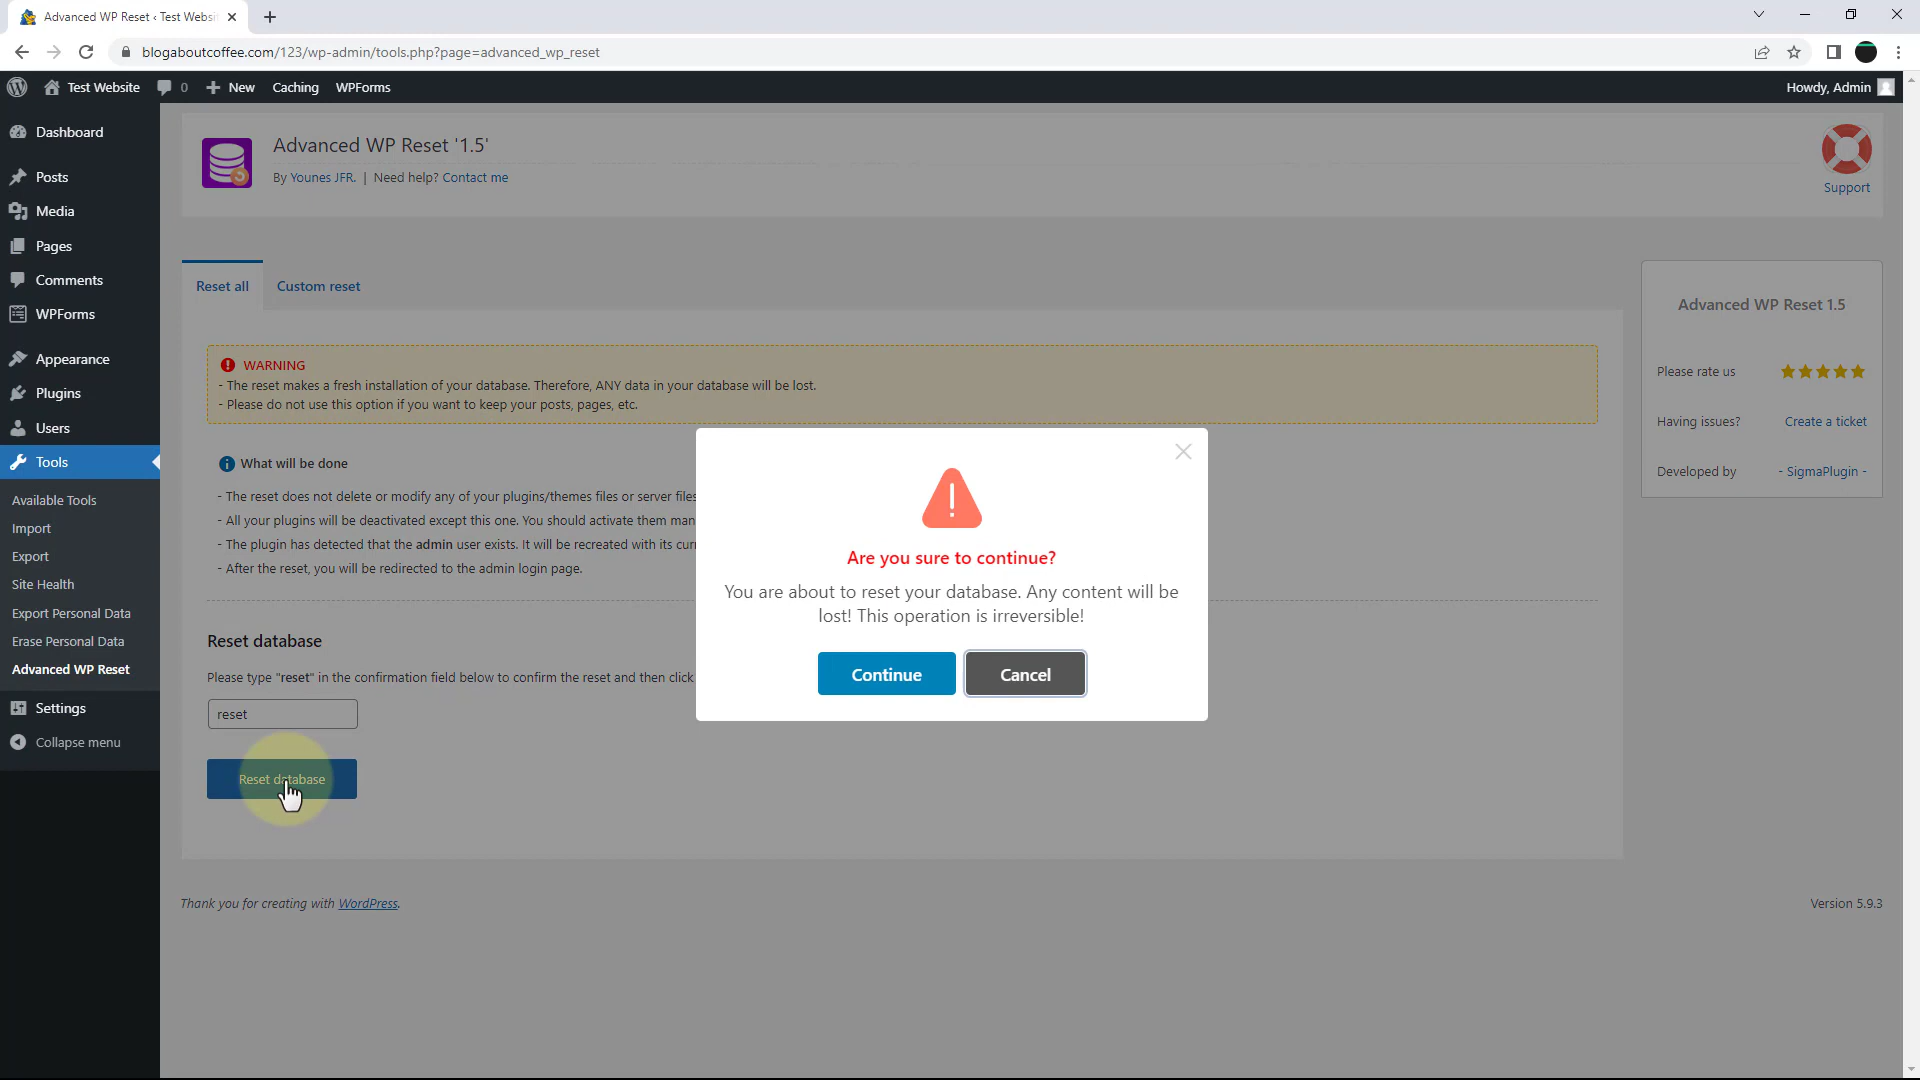 Advanced WP Reset ‹ Test Websi
blogaboutcoffee.com/123/wp-admin/tools.php?page=advanced_wp_reset
Test Website
0
New
Caching
WPForms
Howdy, Admin
Dashboard
Posts
Media
Pages
Comments
WPForms
Appearance
Plugins
Users
Tools
Available Tools
Import
Export
Site Health
Export Personal Data
Erase Personal Data
Advanced WP Reset
Settings
Collapse menu
Advanced WP Reset '1.5'
By Younes JFR. | Need help? Contact me
Support
Reset all
Custom reset
WARNING
- The reset makes a fresh installation of your database. Therefore, ANY data in your database will be lost.
- Please do not use this option if you want to keep your posts, pages, etc.
What will be done
- The reset does not delete or modify any of your plugins/themes files or server files
- All your plugins will be deactivated except this one. You should activate them man
- The plugin has detected that the admin user exists. It will be recreated with its curr
- After the reset, you will be redirected to the admin login page.
Reset database
Please type "reset" in the confirmation field below to confirm the reset and then click
reset
Reset database
Are you sure to continue?
You are about to reset your database. Any content will be
lost! This operation is irreversible!
Continue
Cancel
Advanced WP Reset 1.5
Please rate us
Having issues?
Create a ticket
Developed by
- SigmaPlugin -
Thank you for creating with WordPress.
Version 5.9.3